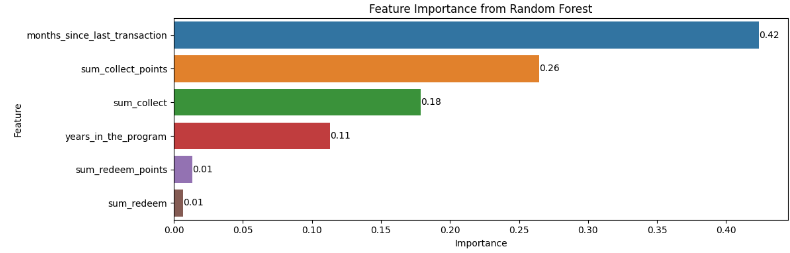 Feature Importance from Random Forest
months_since_last_transaction
0.42
sum_collect_points
0.26
sum_collect
0.18
years_in_the_program
0.11
sum_redeem_points
0.01
sum_redeem
0.01
Feature
0.00 0.05 0.10 0.15 0.20 0.25 0.30 0.35 0.40
Importance